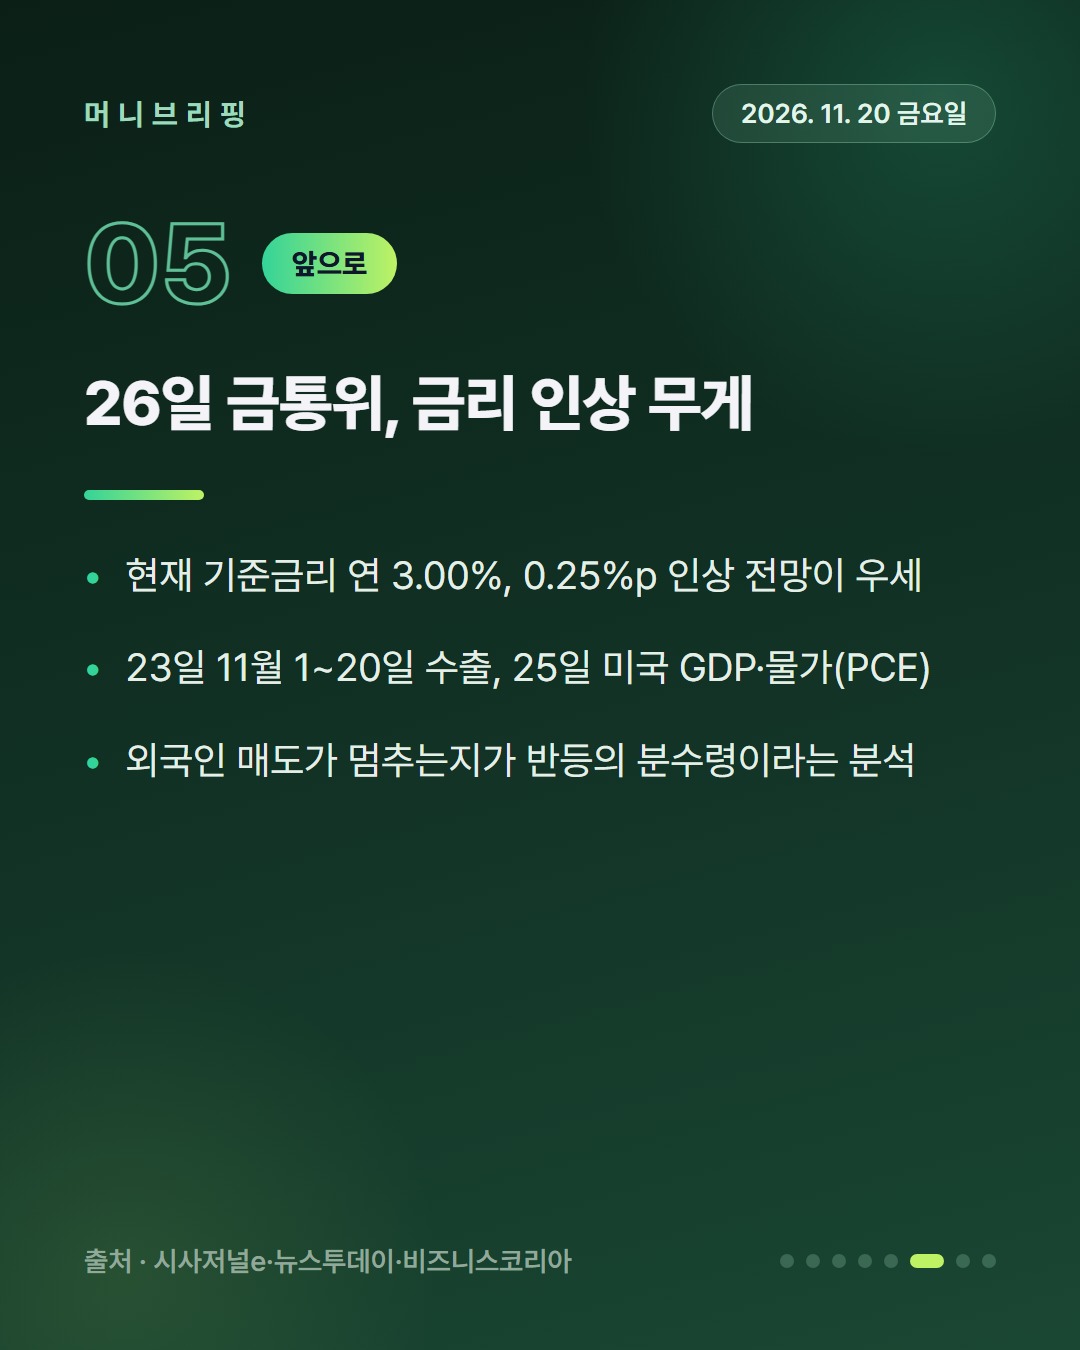 머니브리핑
2026. 11. 20 금요일
05
앞으로
26일 금통위, 금리 인상 무게
• 현재 기준금리 연 3.00%, 0.25%p 인상 전망이 우세
• 23일 11월 1~20일 수출, 25일 미국 GDP·물가(PCE)
• 외국인 매도가 멈추는지가 반등의 분수령이라는 분석
출처 · 시사저널e·뉴스투데이·비즈니스코리아